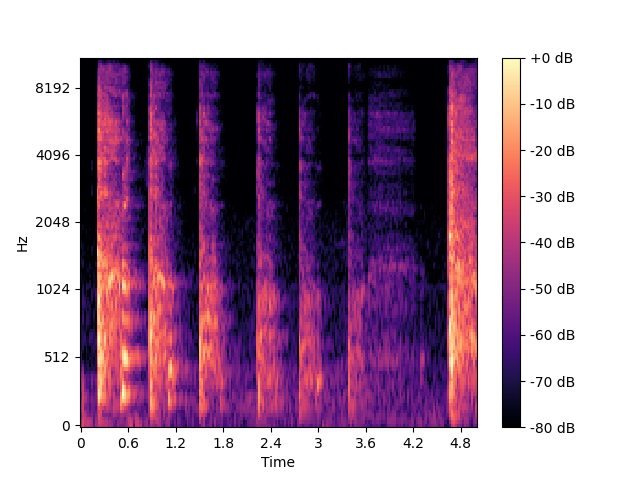 +0 dB
8192
-10 dB
4096
-20 dB
-30 dB
2048
Hz
-40 dB
1024
-50 dB
-60 dB
512
-70 dB
0
-80 dB
0 0.6 1.2 1.8 2.4 3 3.6 4.2 4.8
Time